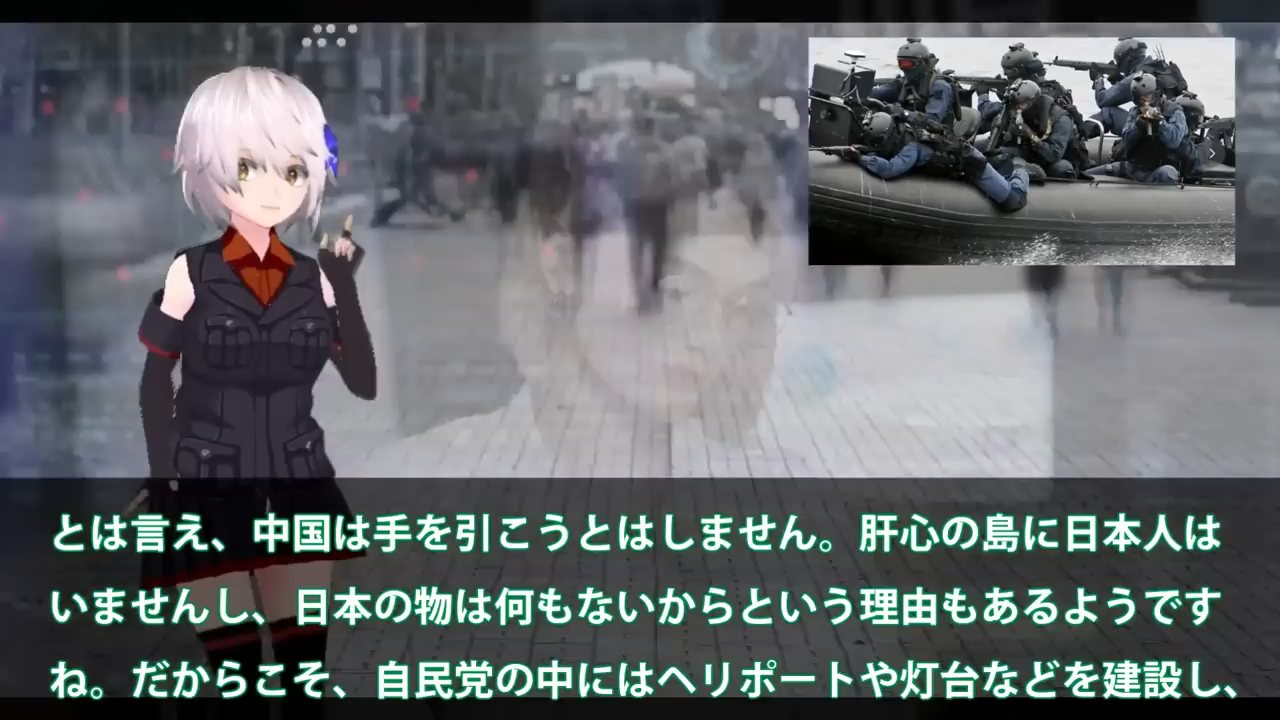 とは言え、中国は手を引こうとはしません。肝心の島に日本人は
いませんし、日本の物は何もないからという理由もあるようです
ね。だからこそ、自民党の中にはヘリポートや灯台などを建設し、